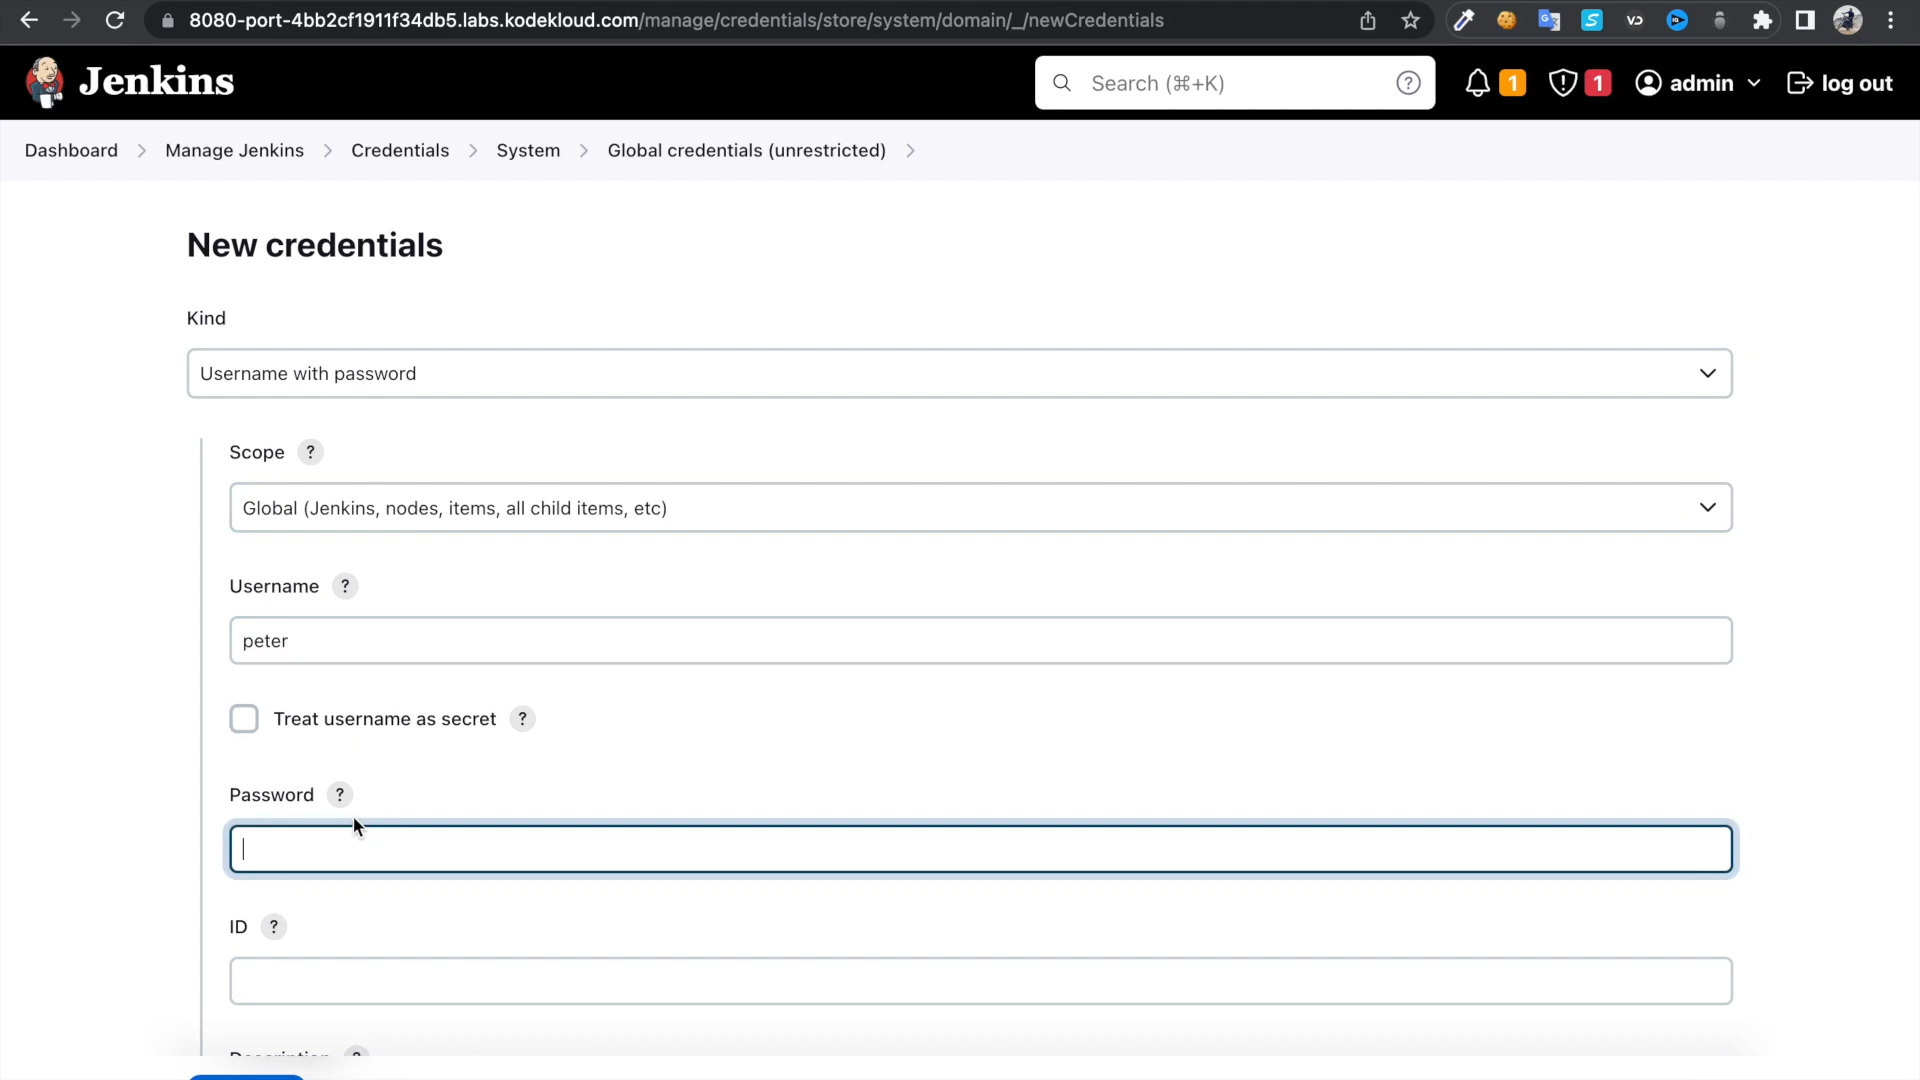 8080-port-4bb2cf1911f34db5.labs.kodekloud.com/manage/credentials/store/system/domain/_/newCredentials
Jenkins
Search (⌘+K)
?
1
1
admin
log out
Dashboard
Manage Jenkins
Credentials
System
Global credentials (unrestricted)
New credentials
Kind
Username with password
Scope ?
Global (Jenkins, nodes, items, all child items, etc)
Username ?
peter
Treat username as secret ?
Password ?
ID ?
Description ?